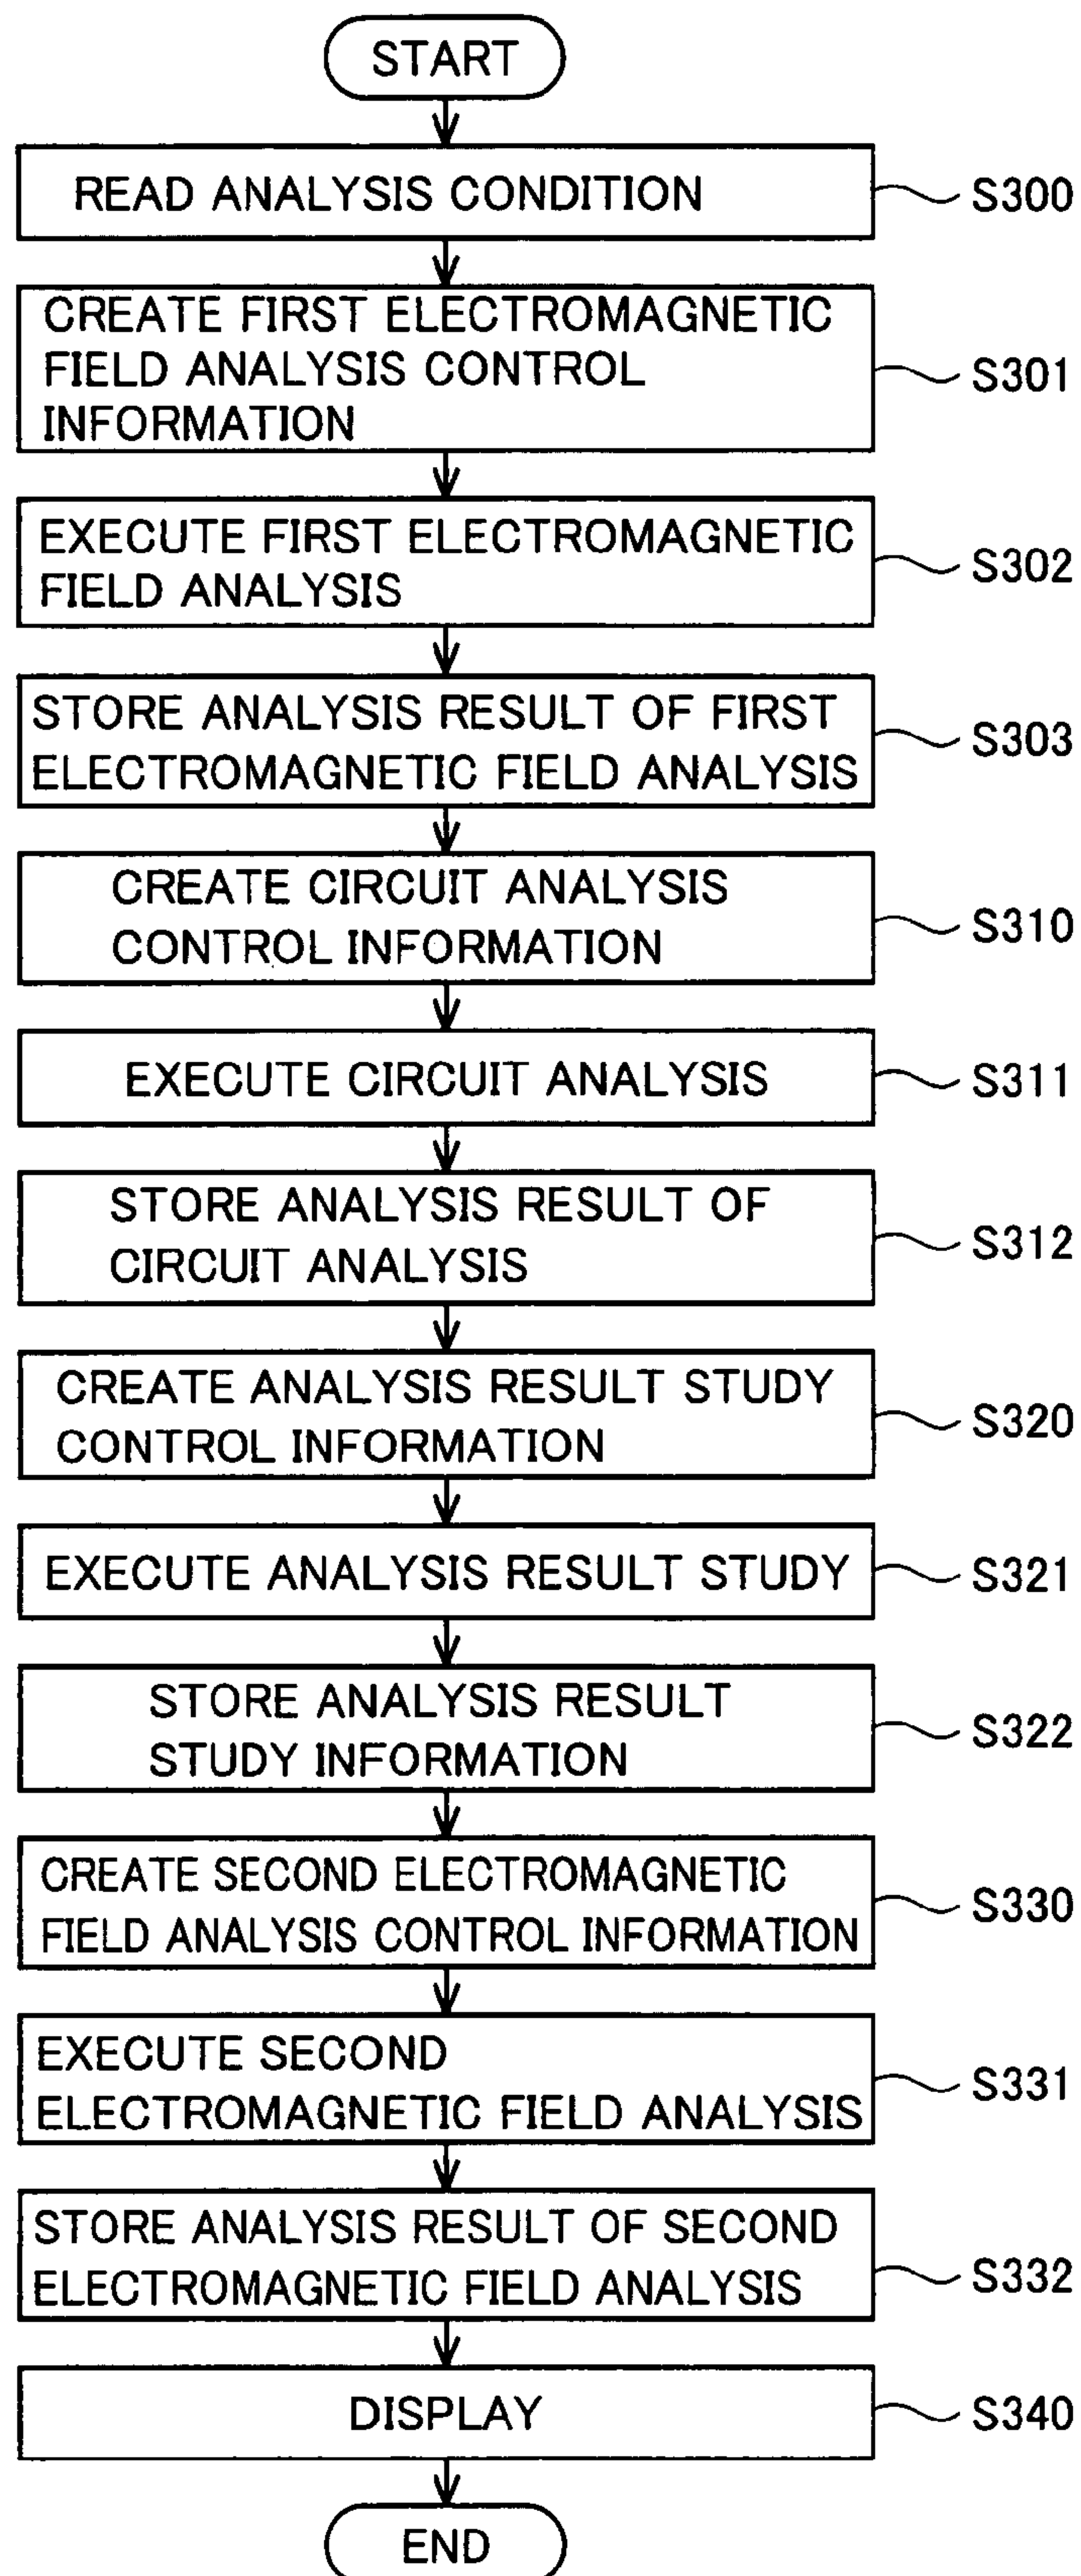 START
READ ANALYSIS CONDITION
S300
CREATE FIRST ELECTROMAGNETIC
FIELD ANALYSIS CONTROL
INFORMATION
S301
EXECUTE FIRST ELECTROMAGNETIC
FIELD ANALYSIS
S302
STORE ANALYSIS RESULT OF FIRST
ELECTROMAGNETIC FIELD ANALYSIS
S303
CREATE CIRCUIT ANALYSIS
CONTROL INFORMATION
S310
EXECUTE CIRCUIT ANALYSIS
S311
STORE ANALYSIS RESULT OF
CIRCUIT ANALYSIS
S312
CREATE ANALYSIS RESULT STUDY
CONTROL INFORMATION
S320
EXECUTE ANALYSIS RESULT STUDY
S321
STORE ANALYSIS RESULT
STUDY INFORMATION
S322
CREATE SECOND ELECTROMAGNETIC
FIELD ANALYSIS CONTROL INFORMATION
S330
EXECUTE SECOND
ELECTROMAGNETIC FIELD ANALYSIS
S331
STORE ANALYSIS RESULT OF SECOND
ELECTROMAGNETIC FIELD ANALYSIS
S332
DISPLAY
S340
END